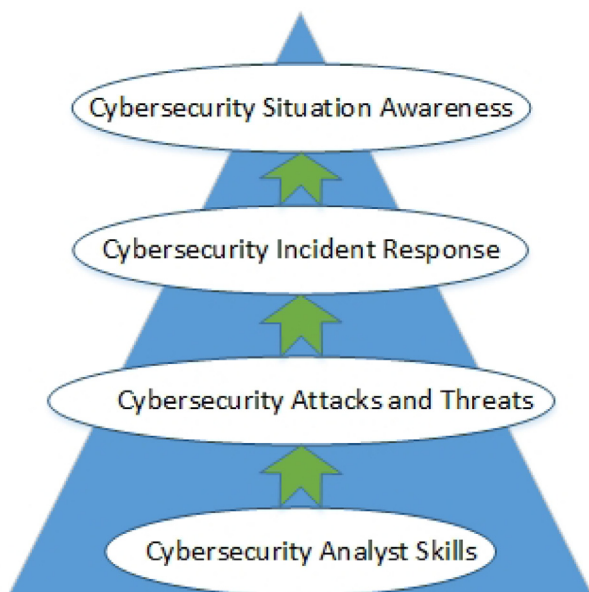 Cybersecurity Situation Awareness
Cybersecurity Incident Response
Cybersecurity Attacks and Threats
Cybersecurity Analyst Skills